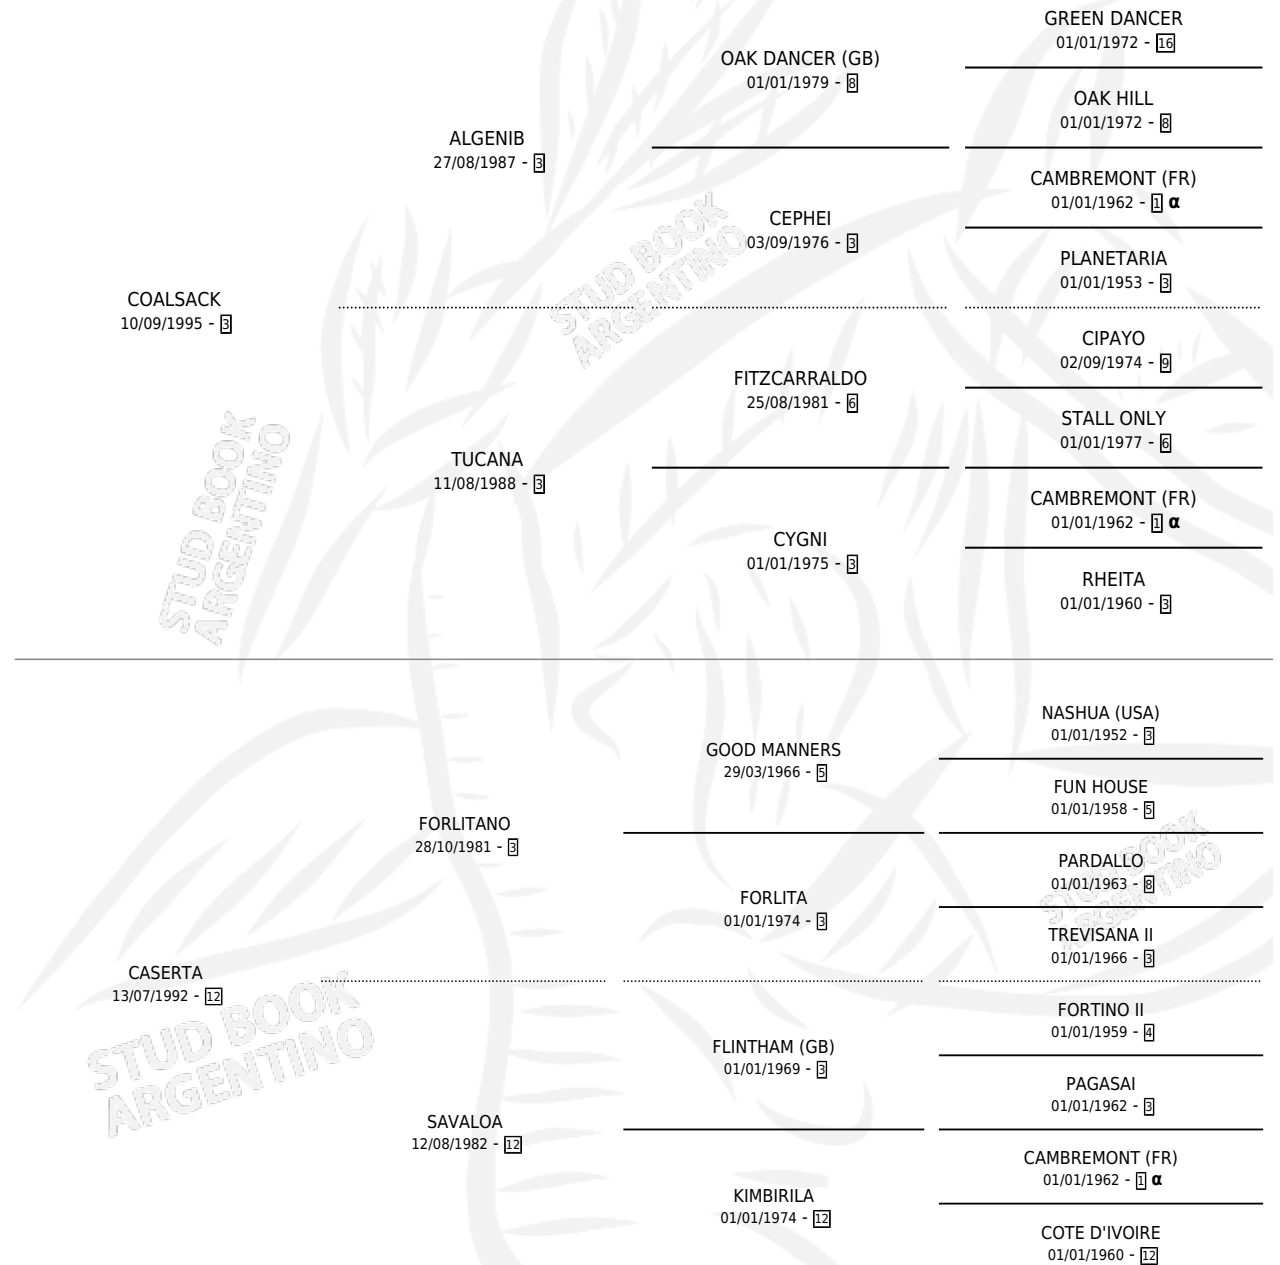 GREEN DANCER
01/01/1972 - 16
OAK DANCER (GB)
01/01/1979 - 8
OAK HILL
01/01/1972 - 8
ALGENIB
27/08/1987 - 3
CAMBREMONT (FR)
01/01/1962 - 1 α
CEPHEI
03/09/1976 - 3
PLANETARIA
01/01/1953 - 3
COALSACK
10/09/1995 - 3
CIPAYO
02/09/1974 - 9
FITZCARRALDO
25/08/1981 - 6
STALL ONLY
01/01/1977 - 6
TUCANA
11/08/1988 - 3
CAMBREMONT (FR)
01/01/1962 - 1 α
CYGNI
01/01/1975 - 3
RHEITA
01/01/1960 - 3
NASHUA (USA)
01/01/1952 - 3
GOOD MANNERS
29/03/1966 - 5
FUN HOUSE
01/01/1958 - 5
FORLITANO
28/10/1981 - 3
PARDALLO
01/01/1963 - 8
FORLITA
01/01/1974 - 3
TREVISANA II
01/01/1966 - 3
CASERTA
13/07/1992 - 12
FORTINO II
01/01/1959 - 4
FLINTHAM (GB)
01/01/1969 - 3
PAGASAI
01/01/1962 - 3
SAVALOA
12/08/1982 - 12
CAMBREMONT (FR)
01/01/1962 - 1 α
KIMBIRILA
01/01/1974 - 12
COTE D'IVOIRE
01/01/1960 - 12
STUD BOOK
ARGENTINO
STUD BOOK
ARGENTINO
STUD BOOK
ARGENTINO
STUD BOOK
ARGENTINO